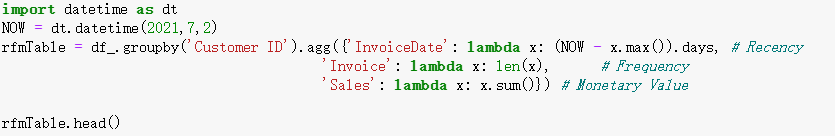 import datetime as dt
NOW = dt.datetime(2021,7,2)
rfmTable = df_.groupby('Customer ID').agg({'InvoiceDate': lambda x: (NOW - x.max()).days, # Recency
'Invoice': lambda x: len(x), # Frequency
'Sales': lambda x: x.sum()}) # Monetary Value
rfmTable.head()